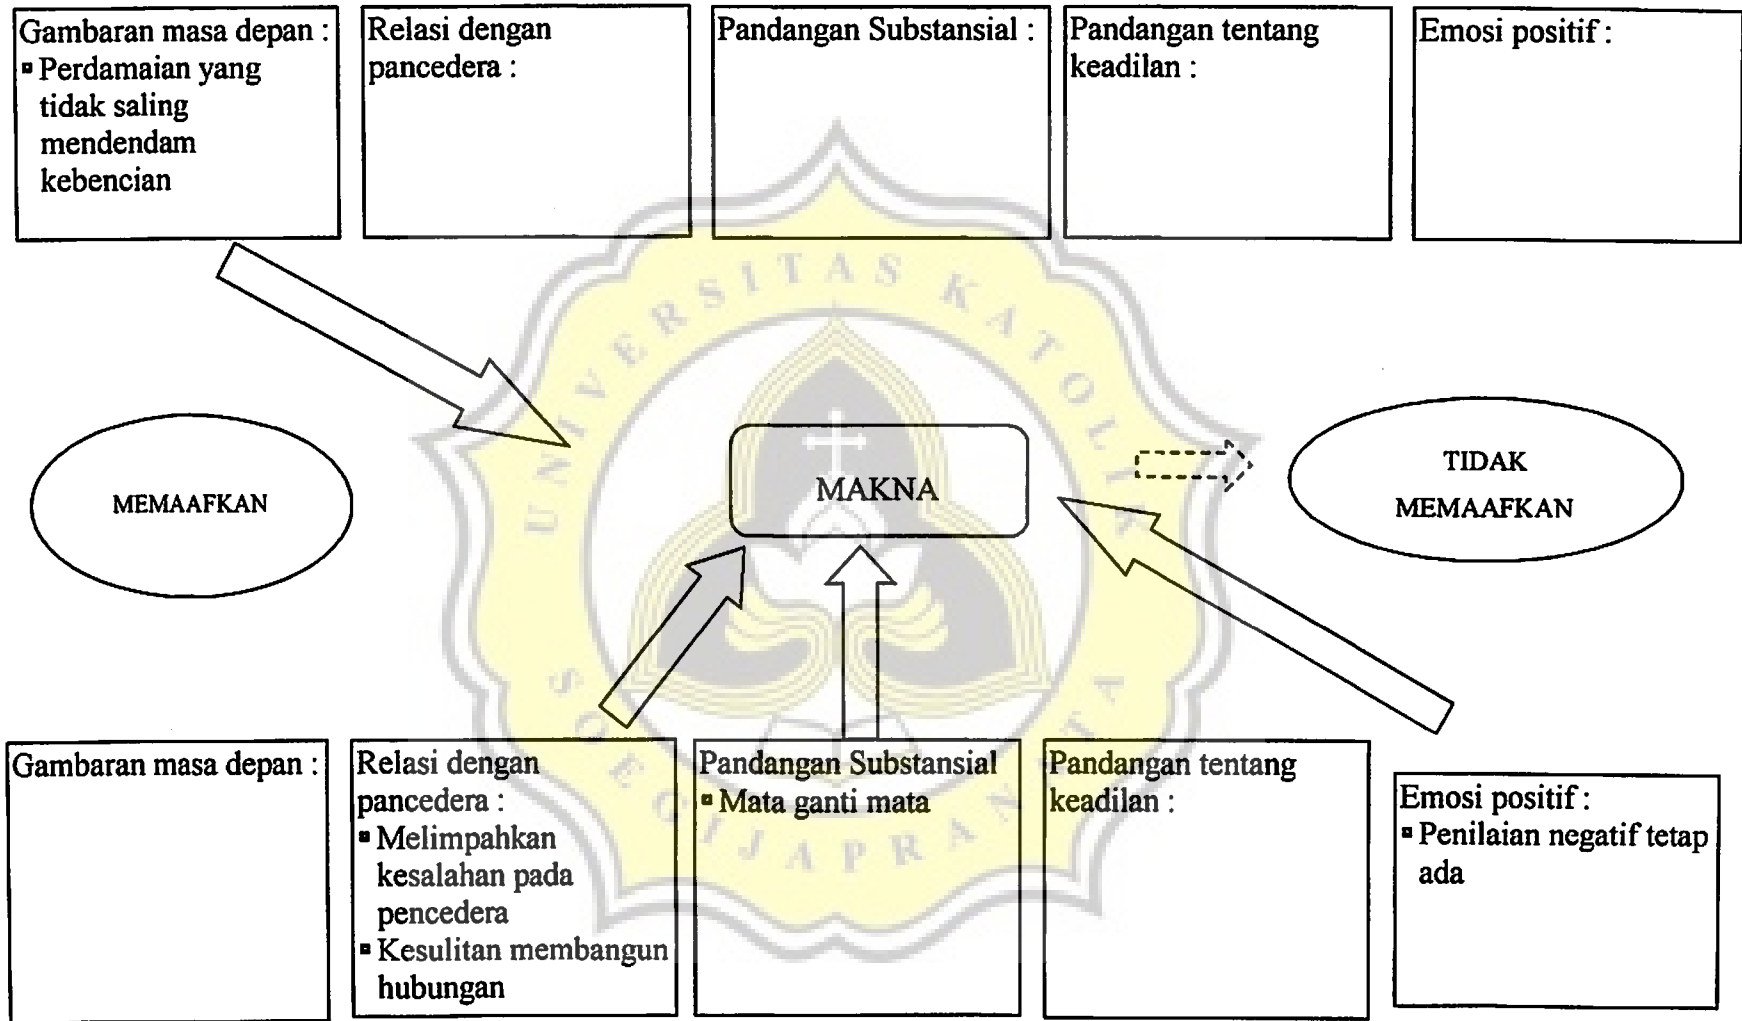 Gambaran masa depan :
▫ Perdamaian yang
tidak saling
mendendam
kebencian
Relasi dengan
pancedera :
Pandangan Substansial :
Pandangan tentang
keadilan :
Emosi positif :
UNIVERSITAS KATOLIK
MEMAAFKAN
MAKNA
TIDAK
MEMAAFKAN
SOEGIJAPRANATA
Gambaran masa depan :
Relasi dengan
pancedera :
▫ Melimpahkan
kesalahan pada
pencedera
▫ Kesulitan membangun
hubungan
Pandangan Substansial
▫ Mata ganti mata
Pandangan tentang
keadilan :
Emosi positif :
▫ Penilaian negatif tetap
ada